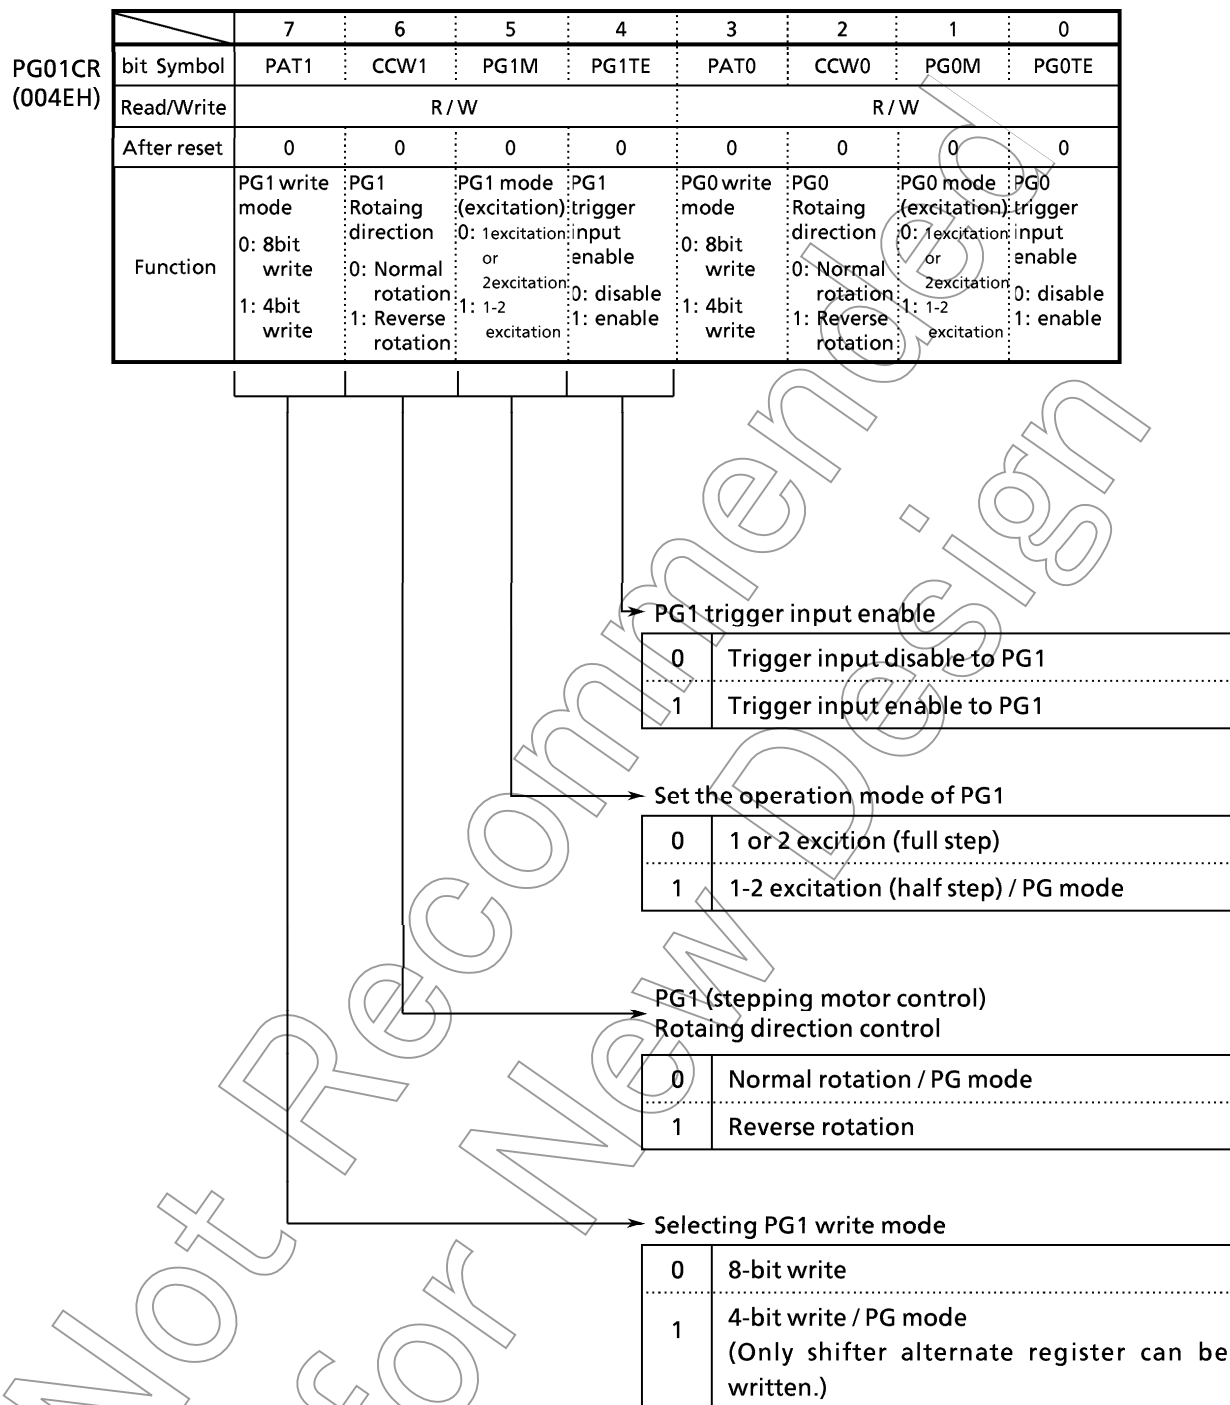 7 6 5 4 3 2 1 0
PG01CR
(004EH)
bit Symbol PAT1 CCW1 PG1M PG1TE PAT0 CCW0 PG0M PG0TE
Read/Write R / W R / W
After reset 0 0 0 0 0 0 0 0
Function
PG1 write
mode
0: 8bit
write
1: 4bit
write
PG1
Rotaing
direction
0: Normal
rotation
1: Reverse
rotation
PG1 mode
(excitation)
0: 1excitation
or
2excitation
1: 1-2
excitation
PG1
trigger
input
enable
0: disable
1: enable
PG0 write
mode
0: 8bit
write
1: 4bit
write
PG0
Rotaing
direction
0: Normal
rotation
1: Reverse
rotation
PG0 mode
(excitation)
0: 1excitation
or
2excitation
1: 1-2
excitation
PG0
trigger
input
enable
0: disable
1: enable
PG1 trigger input enable
0 Trigger input disable to PG1
1 Trigger input enable to PG1
Set the operation mode of PG1
0 1 or 2 excition (full step)
1 1-2 excitation (half step) / PG mode
PG1 (stepping motor control)
Rotaing direction control
0 Normal rotation / PG mode
1 Reverse rotation
Selecting PG1 write mode
0 8-bit write
1 4-bit write / PG mode
(Only shifter alternate register can be
written.)
Not Recommended
for New Design